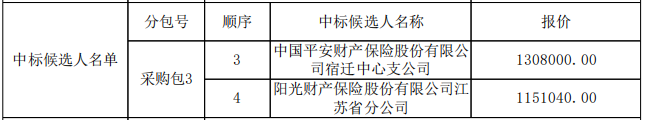 分包号 顺序 中标候选人名称 报价
中标候选人名单
采购包3
3 中国平安财产保险股份有限公
司宿迁中心支公司 1308000.00
4 阳光财产保险股份有限公司江
苏省分公司 1151040.00